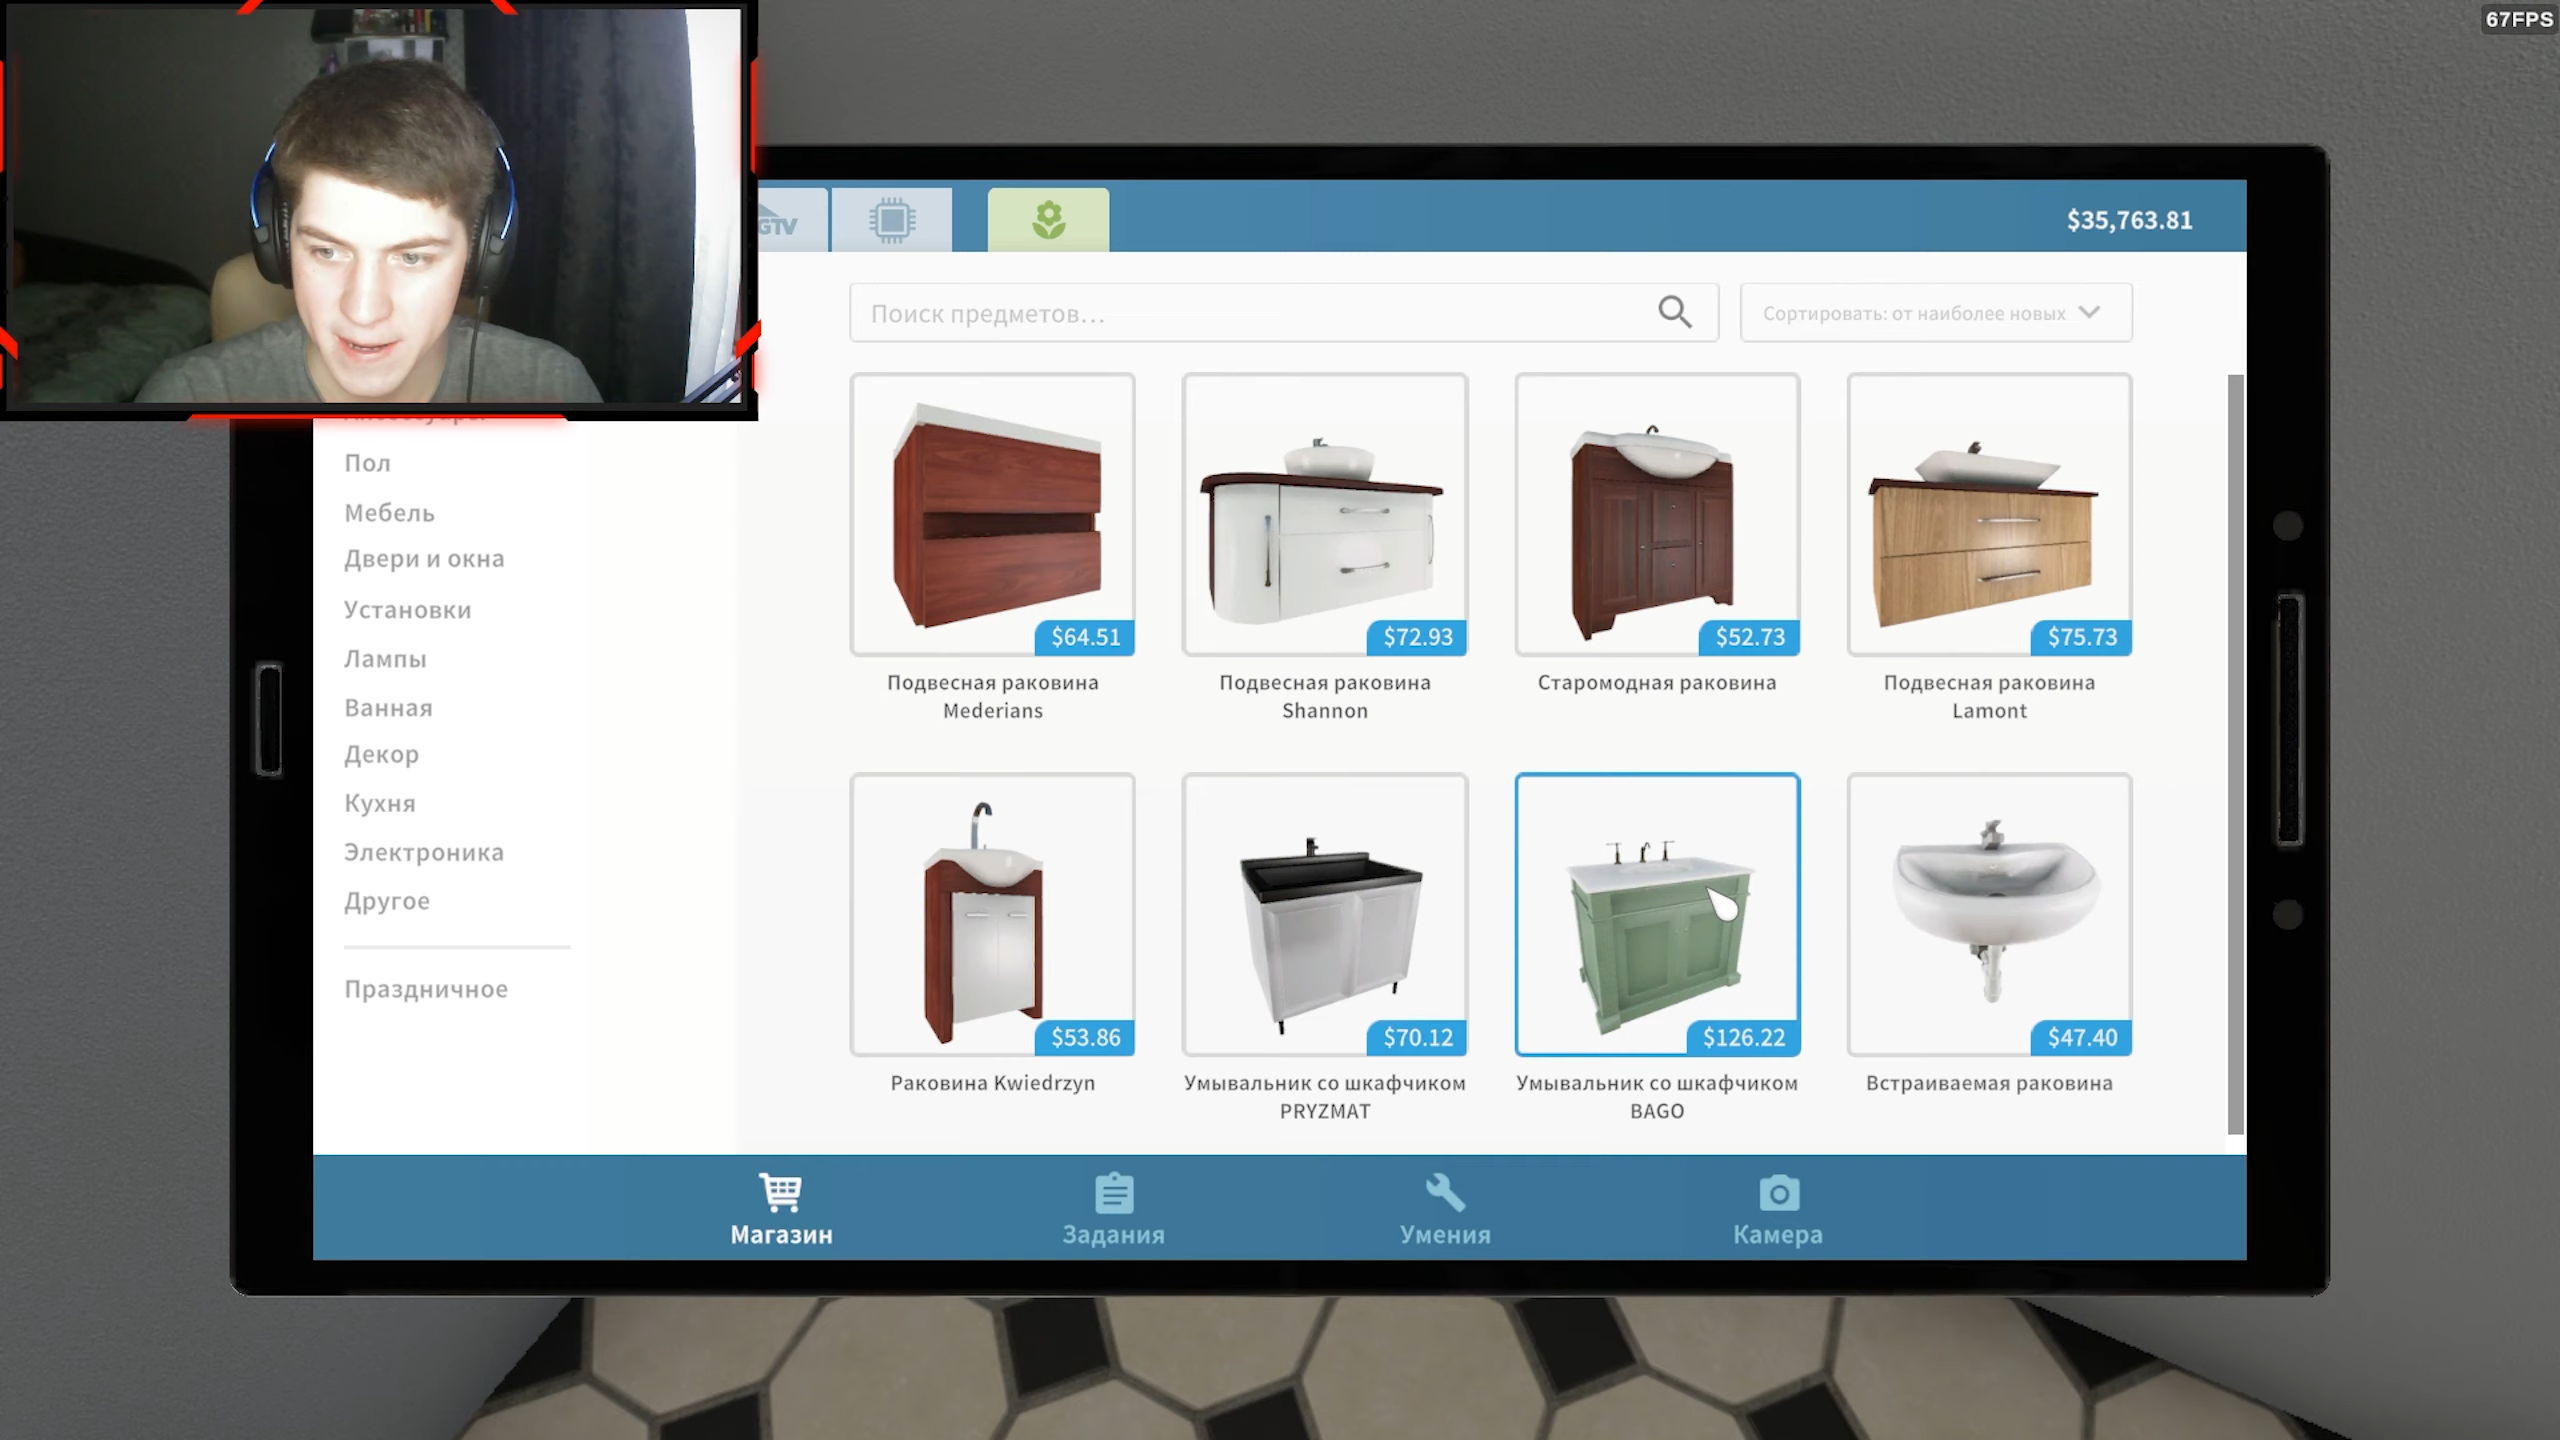 67FPS
GTV
$35,763.81
Поиск предметов...
Сортировать: от наиболее новых
Пол
Мебель
Двери и окна
Установки
Лампы
Ванная
Декор
Кухня
Электроника
Другое
Праздничное
$64.51
$72.93
$52.73
$75.73
Подвесная раковина
Mederians
Подвесная раковина
Shannon
Старомодная раковина
Подвесная раковина
Lamont
$53.86
$70.12
$126.22
$47.40
Раковина Kwiedrzyn
Умывальник со шкафчиком
PRYZMAT
Умывальник со шкафчиком
BAGO
Встраиваемая раковина
Магазин
Задания
Умения
Камера